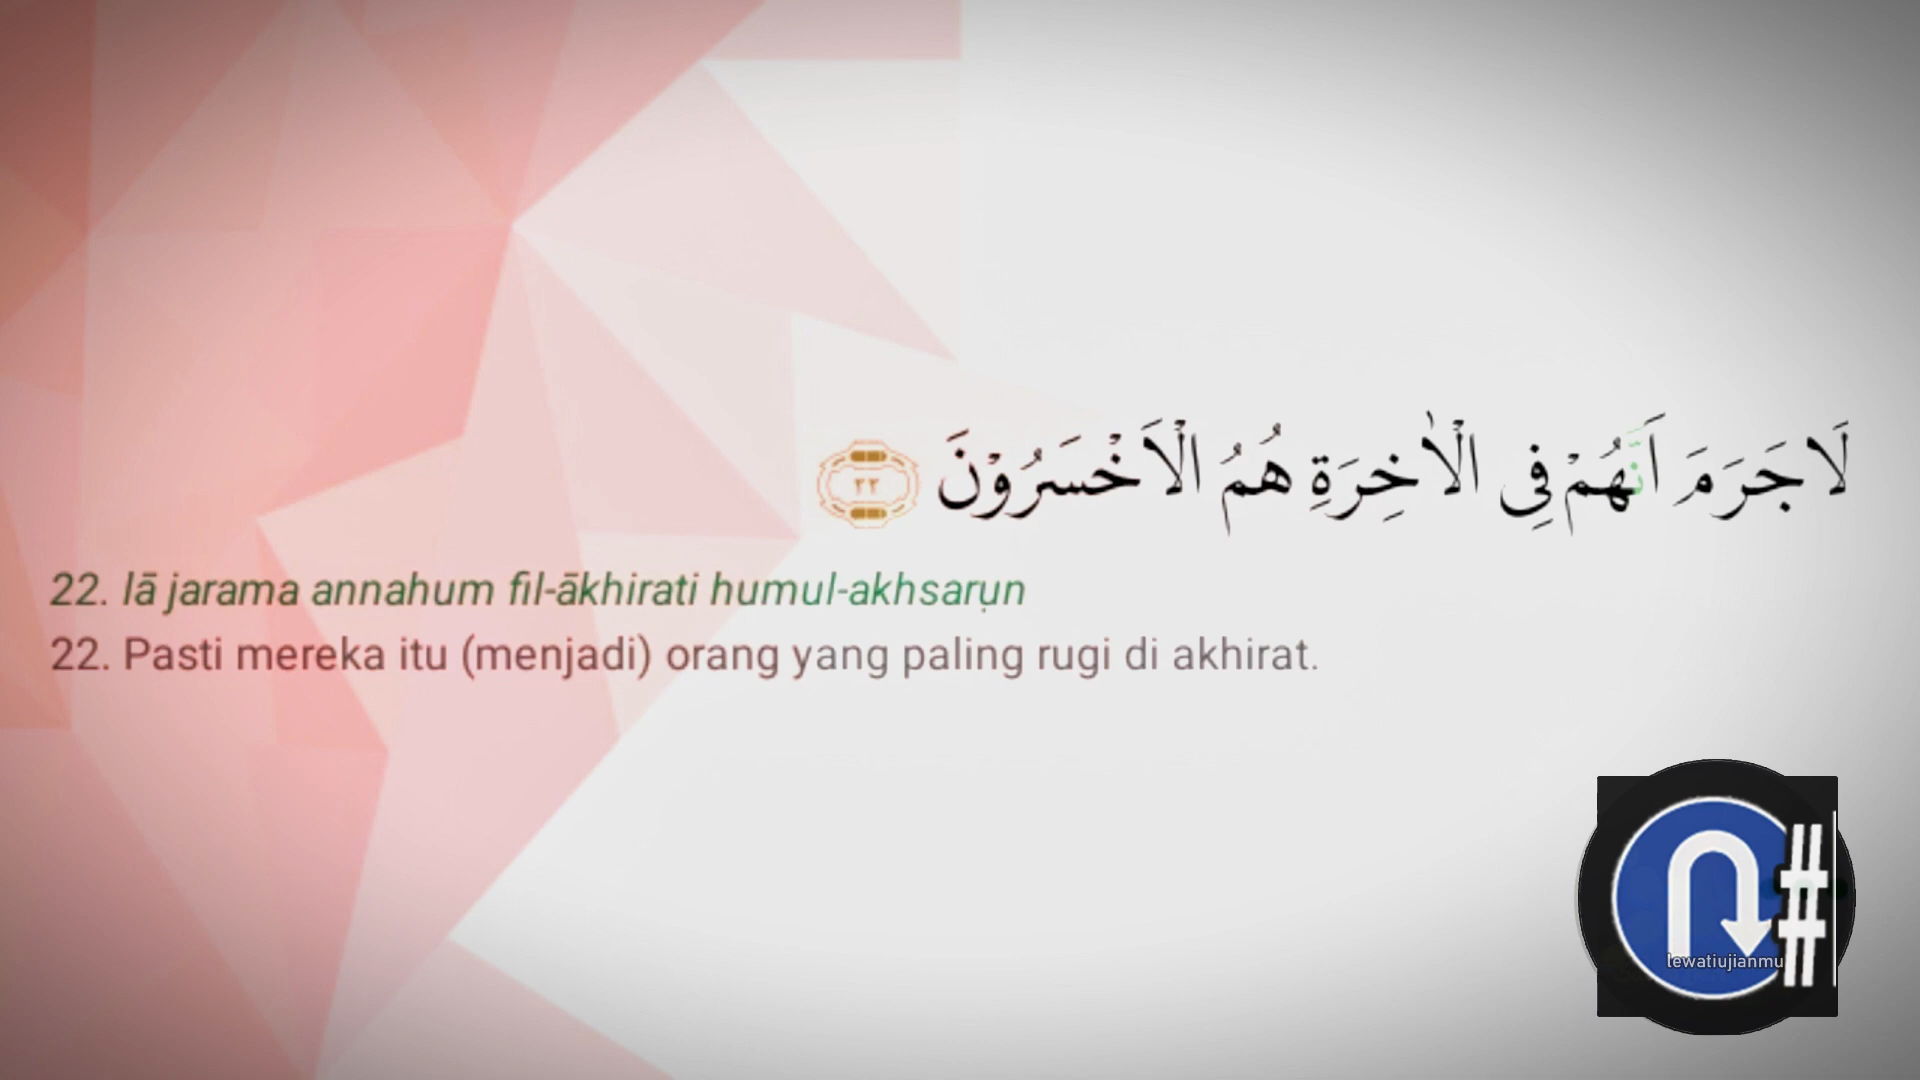 لَا جَرَمَ اَنَّهُمْ فِى الْاٰخِرَةِ هُمُ الْاَخْسَرُوْنَ ٢٢
22. lā jarama annahum fil-ākhirati humul-akhsarụn
22. Pasti mereka itu (menjadi) orang yang paling rugi di akhirat.
#
lewatiujianmu